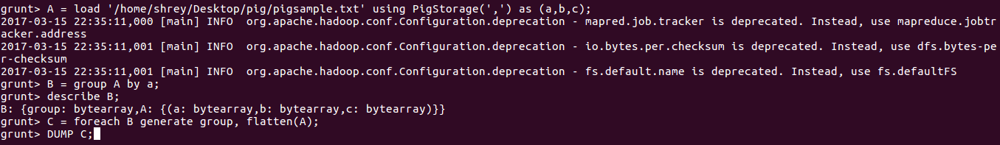 grunt> A = load '/home/shrey/Desktop/pig/pigsample.txt' using PigStorage(',') as (a,b,c);
2017-03-15 22:35:11,000 [main] INFO  org.apache.hadoop.conf.Configuration.deprecation - mapred.job.tracker is deprecated. Instead, use mapreduce.jobtr
acker.address
2017-03-15 22:35:11,001 [main] INFO  org.apache.hadoop.conf.Configuration.deprecation - io.bytes.per.checksum is deprecated. Instead, use dfs.bytes-pe
r-checksum
2017-03-15 22:35:11,001 [main] INFO  org.apache.hadoop.conf.Configuration.deprecation - fs.default.name is deprecated. Instead, use fs.defaultFS
grunt> B = group A by a;
grunt> describe B;
B: {group: bytearray,A: {(a: bytearray,b: bytearray,c: bytearray)}}
grunt> C = foreach B generate group, flatten(A);
grunt> DUMP C;